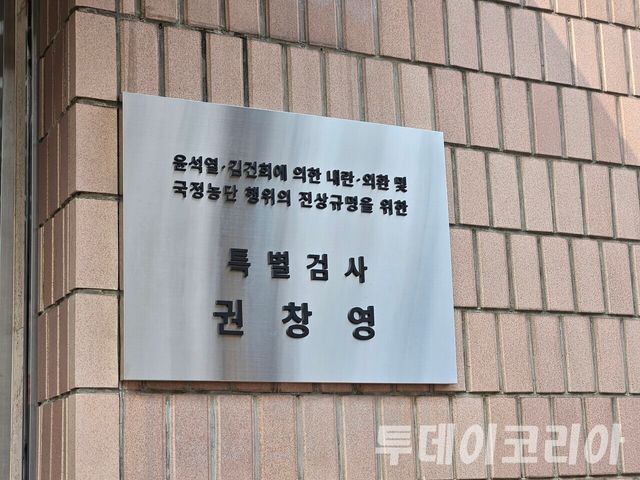 윤석열·김건희에 의한 내란·외환 및
국정농단 행위의 진상규명을 위한
특별검사
권창영
투데이코리아